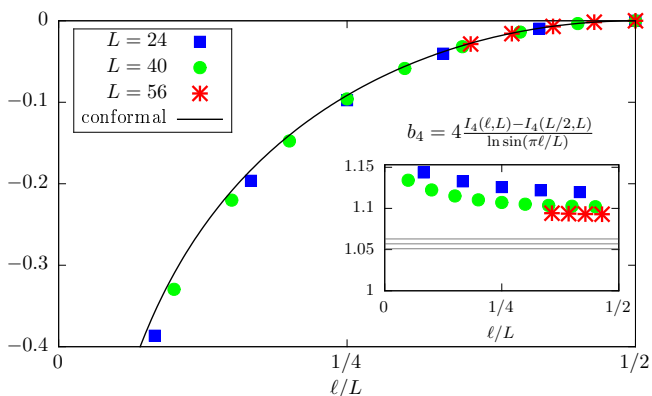 0
−0.1
−0.2
−0.3
−0.4
0
1/4
1/2
ℓ/L
L = 24
L = 40
L = 56
conformal
b₄ = 4 (I₄(ℓ,L)−I₄(L/2,L))/(ln sin(πℓ/L))
1.15
1.1
1.05
1
0
1/4
1/2
ℓ/L